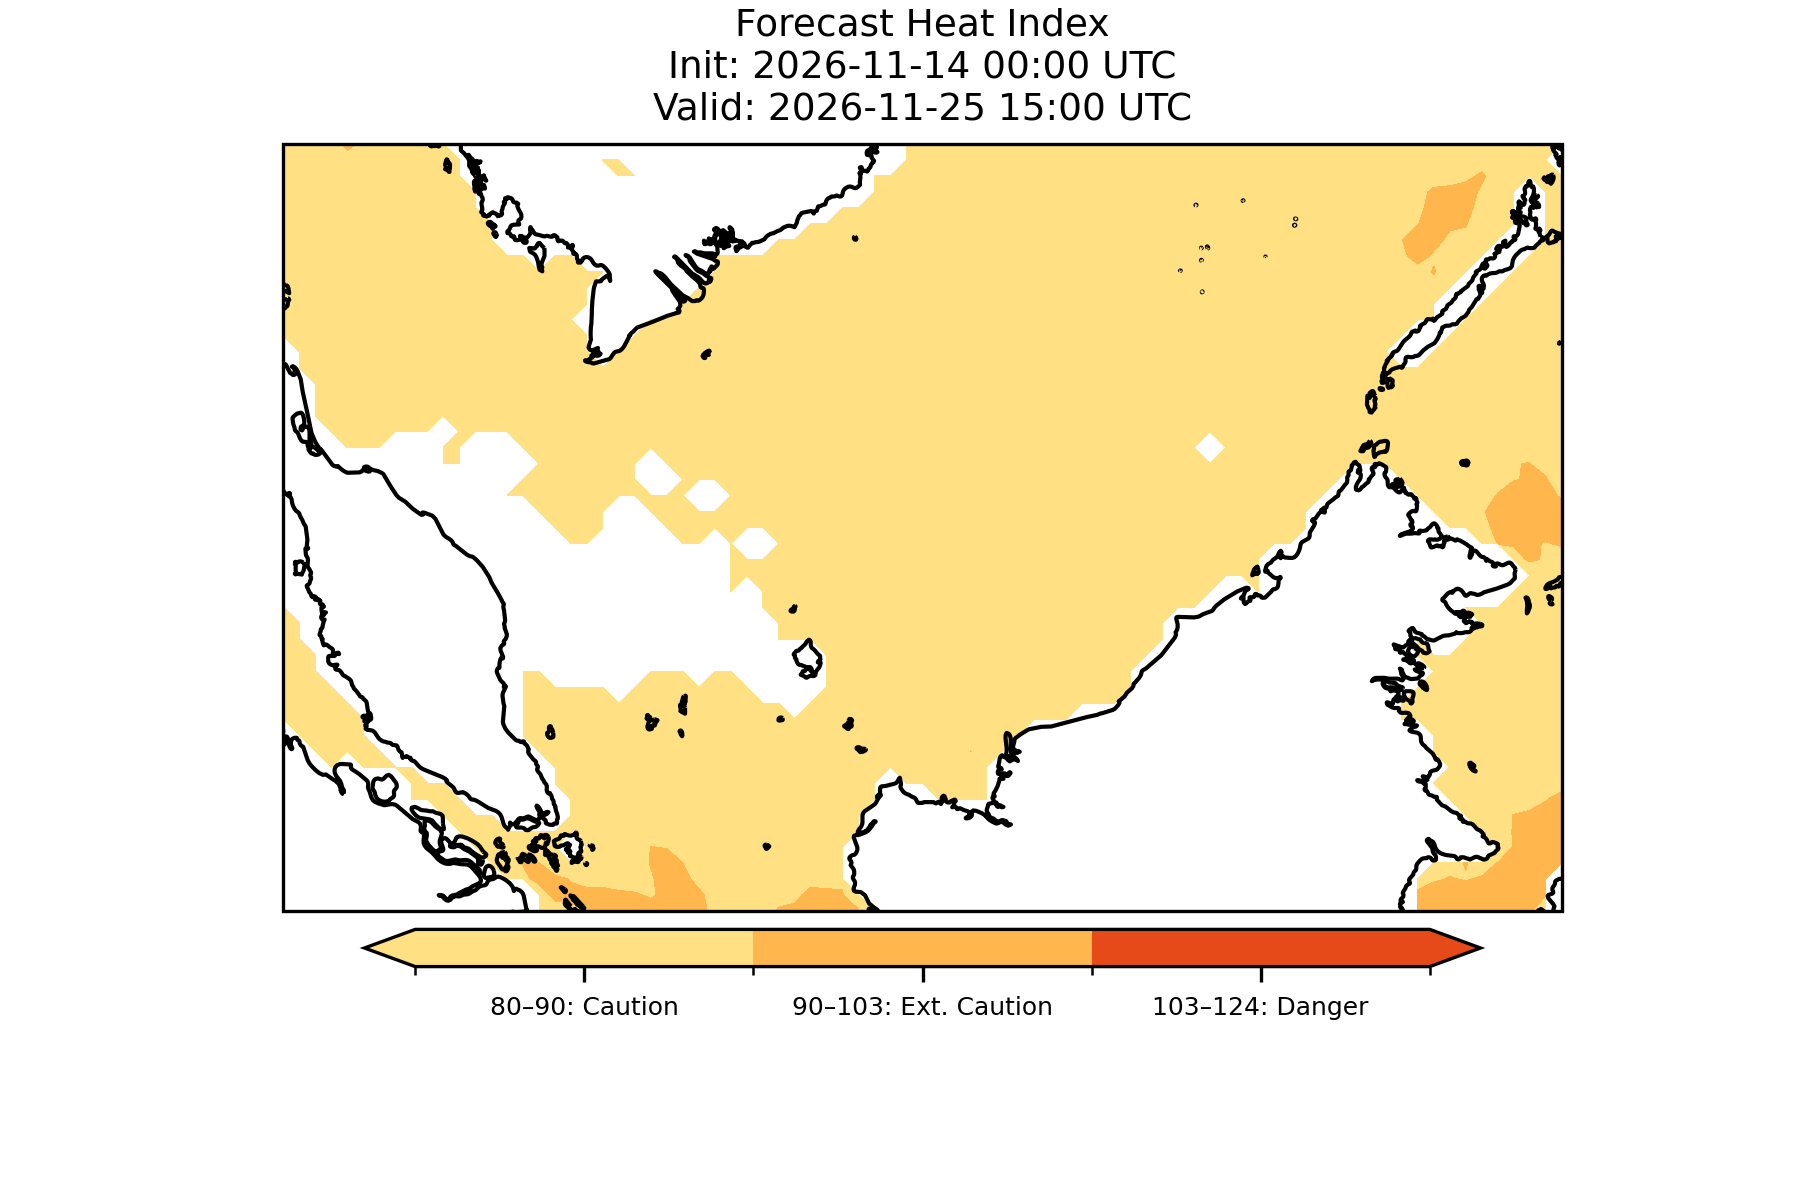 Forecast Heat Index
Init: 2026-11-14 00:00 UTC
Valid: 2026-11-25 15:00 UTC
80–90: Caution
90–103: Ext. Caution
103–124: Danger